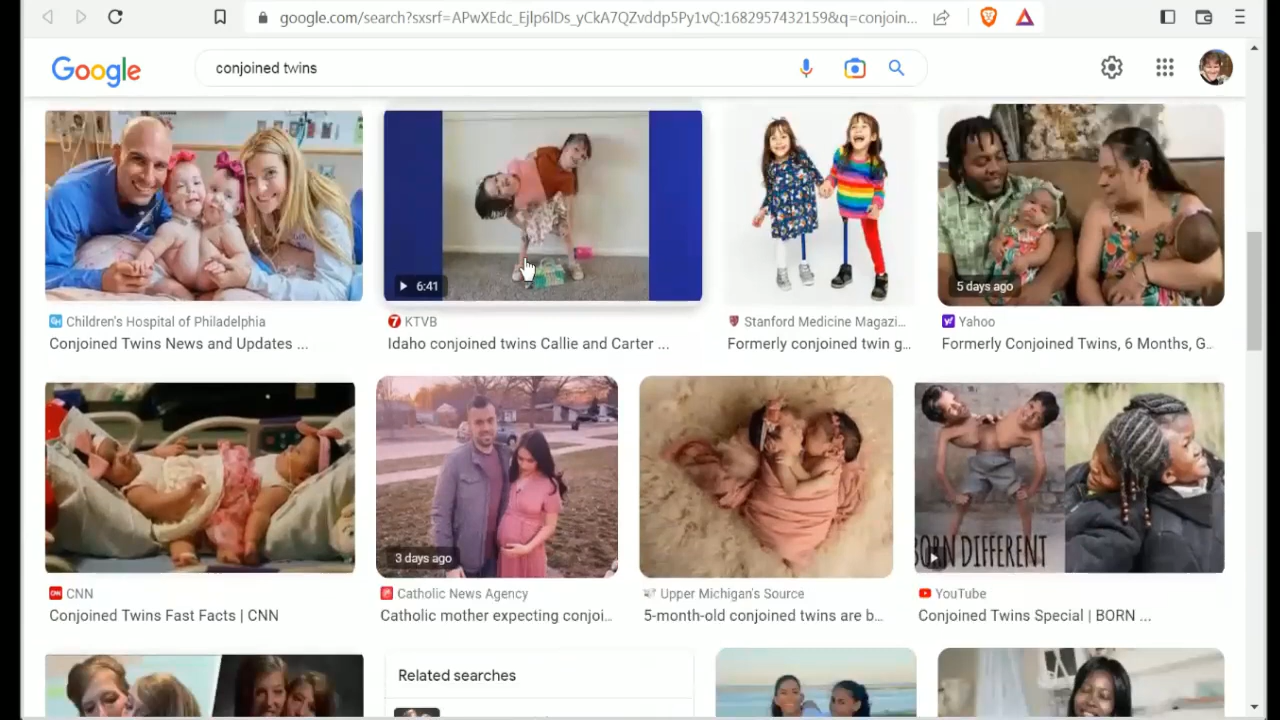 google.com/search?sxsrf=APwXEdc_Ejlp6lDs_yCkA7QZvddp5Py1vQ:1682957432159&q=conjoin...
Google
conjoined twins
6:41
5 days ago
Children's Hospital of Philadelphia
KTVB
Stanford Medicine Magazi...
Yahoo
Conjoined Twins News and Updates ...
Idaho conjoined twins Callie and Carter ...
Formerly conjoined twin g...
Formerly Conjoined Twins, 6 Months, G...
3 days ago
BORN DIFFERENT
CNN
Catholic News Agency
Upper Michigan's Source
YouTube
Conjoined Twins Fast Facts | CNN
Catholic mother expecting conjoi...
5-month-old conjoined twins are b...
Conjoined Twins Special | BORN ...
Related searches